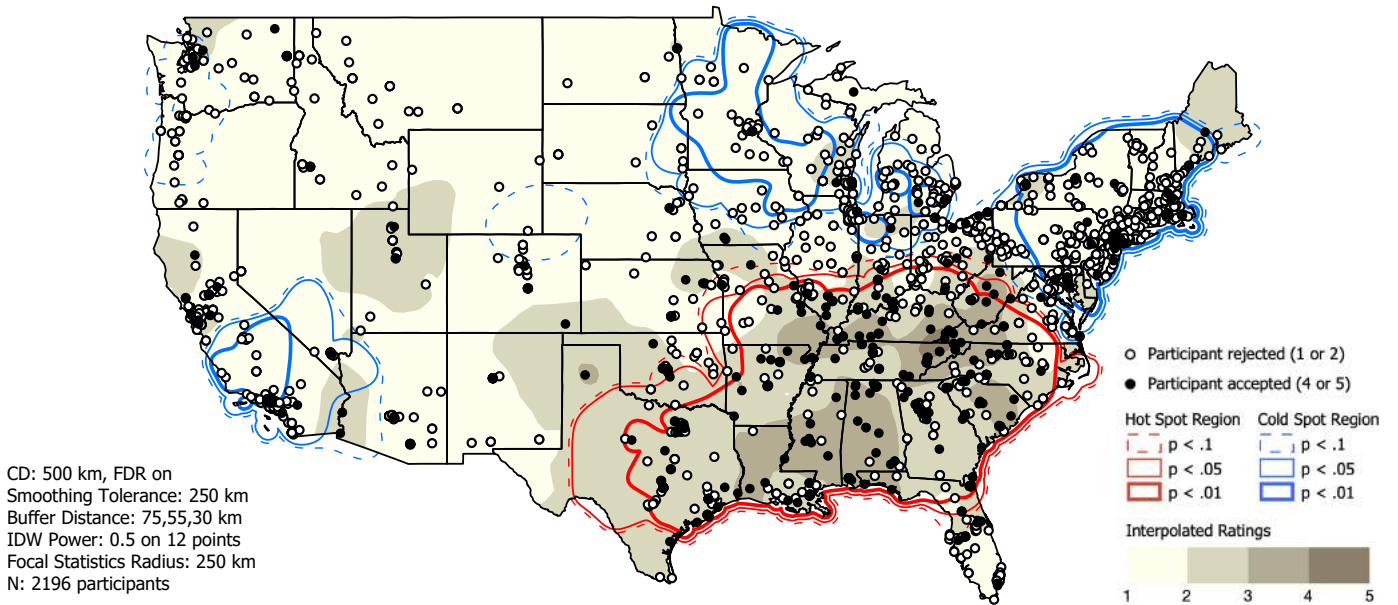 CD: 500 km, FDR on
Smoothing Tolerance: 250 km
Buffer Distance: 75,55,30 km
IDW Power: 0.5 on 12 points
Focal Statistics Radius: 250 km
N: 2196 participants
Participant rejected (1 or 2)
Participant accepted (4 or 5)
Hot Spot Region Cold Spot Region
p < .1 p < .1
p < .05 p < .05
p < .01 p < .01
Interpolated Ratings
1 2 3 4 5